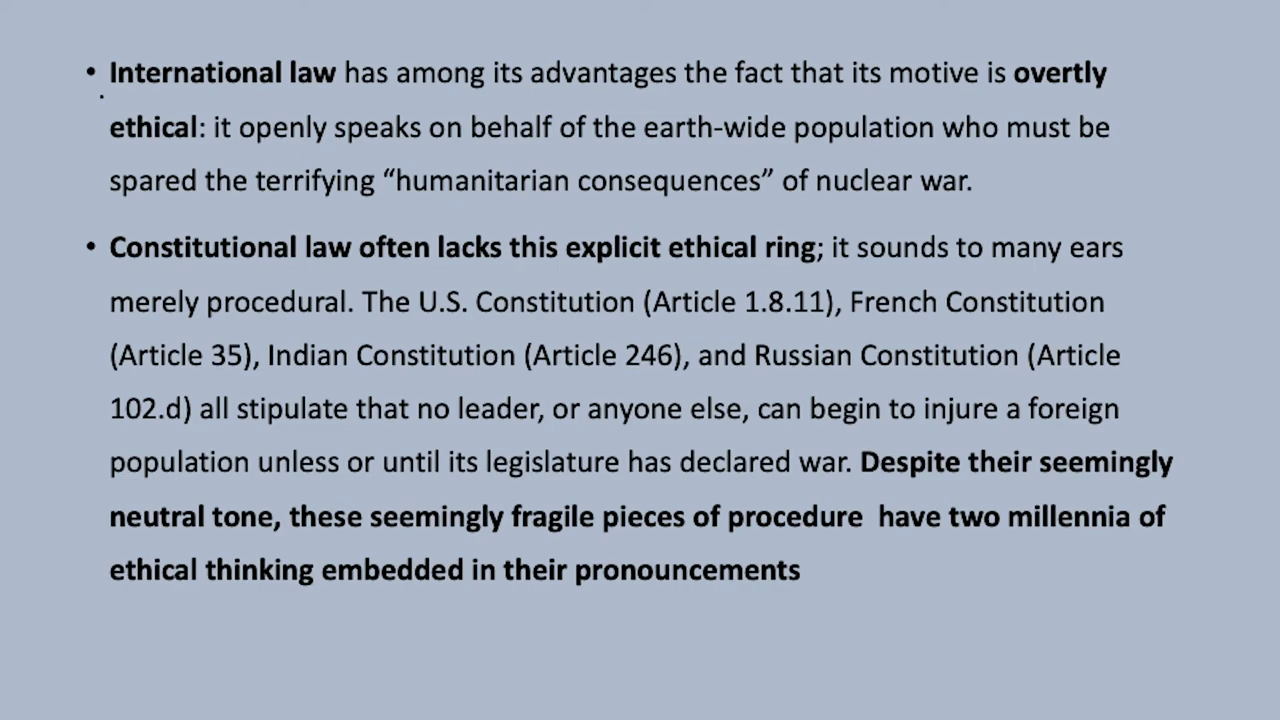 • International law has among its advantages the fact that its motive is overtly
ethical: it openly speaks on behalf of the earth-wide population who must be
spared the terrifying “humanitarian consequences” of nuclear war.
• Constitutional law often lacks this explicit ethical ring; it sounds to many ears
merely procedural. The U.S. Constitution (Article 1.8.11), French Constitution
(Article 35), Indian Constitution (Article 246), and Russian Constitution (Article
102.d) all stipulate that no leader, or anyone else, can begin to injure a foreign
population unless or until its legislature has declared war. Despite their seemingly
neutral tone, these seemingly fragile pieces of procedure  have two millennia of
ethical thinking embedded in their pronouncements